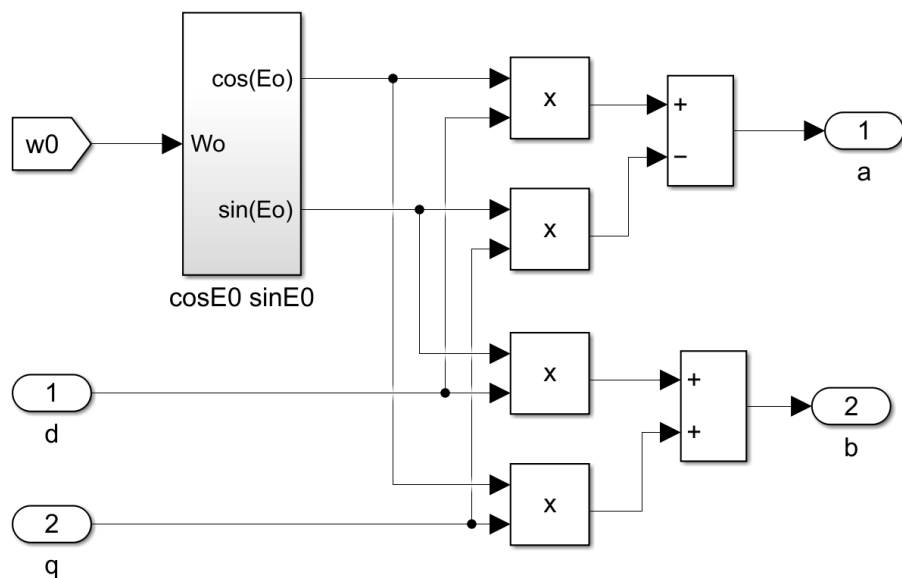 w0
Wo
cos(Eo)
sin(Eo)
cosE0 sinE0
x
x
+
−
1
a
1
d
x
+
+
2
b
2
q
x